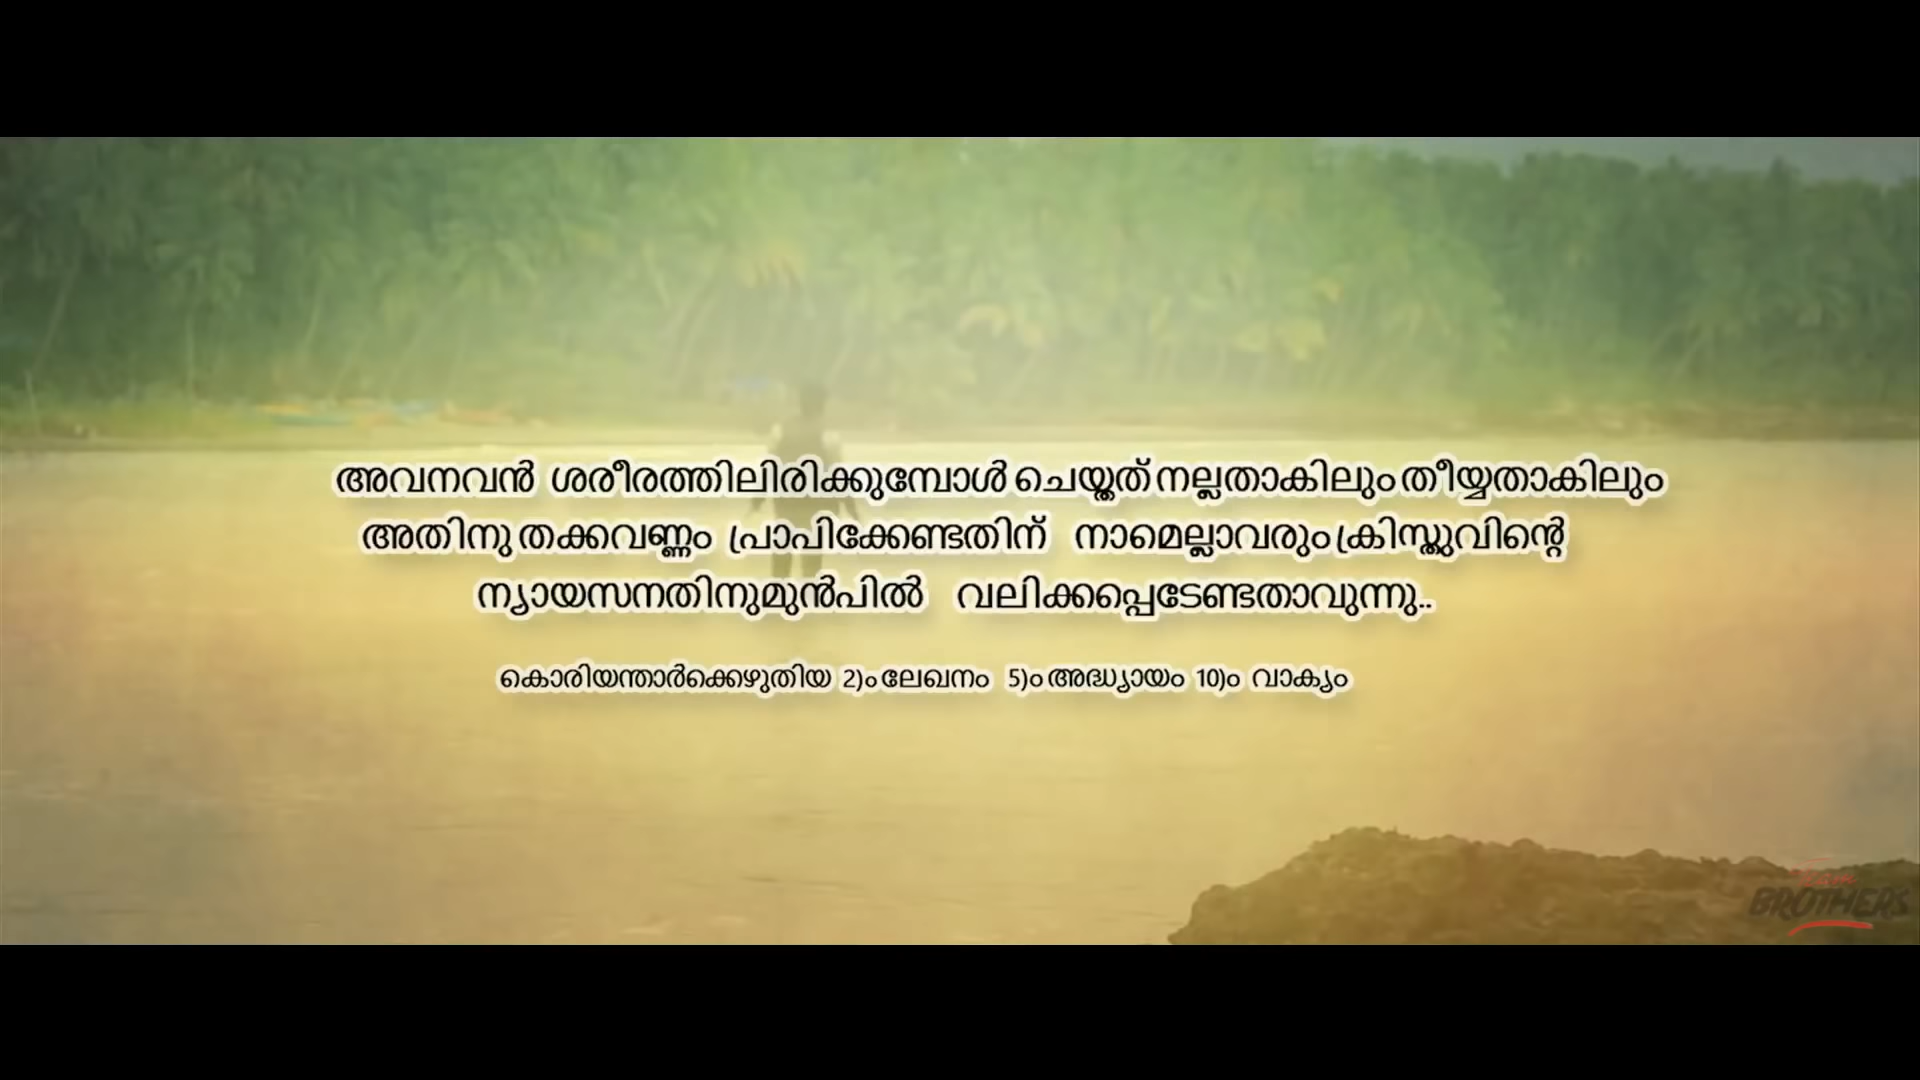 അവനവൻ ശരീരത്തിലിരിക്കുമ്പോൾ ചെയ്തത് നല്ലതാകിലും തീയ്യതാകിലും
അതിനു തക്കവണ്ണം പ്രാപിക്കേണ്ടതിന് നാമെല്ലാവരും ക്രിസ്തുവിന്റെ
ന്യായസനതിനുമുൻപിൽ വലിക്കപ്പെടേണ്ടതാവുന്നു..
കൊരിയന്താർക്കെഴുതിയ 2)ം ലേഖനം 5)ം അദ്ധ്യായം 10)ം വാക്യം
BROTHERS